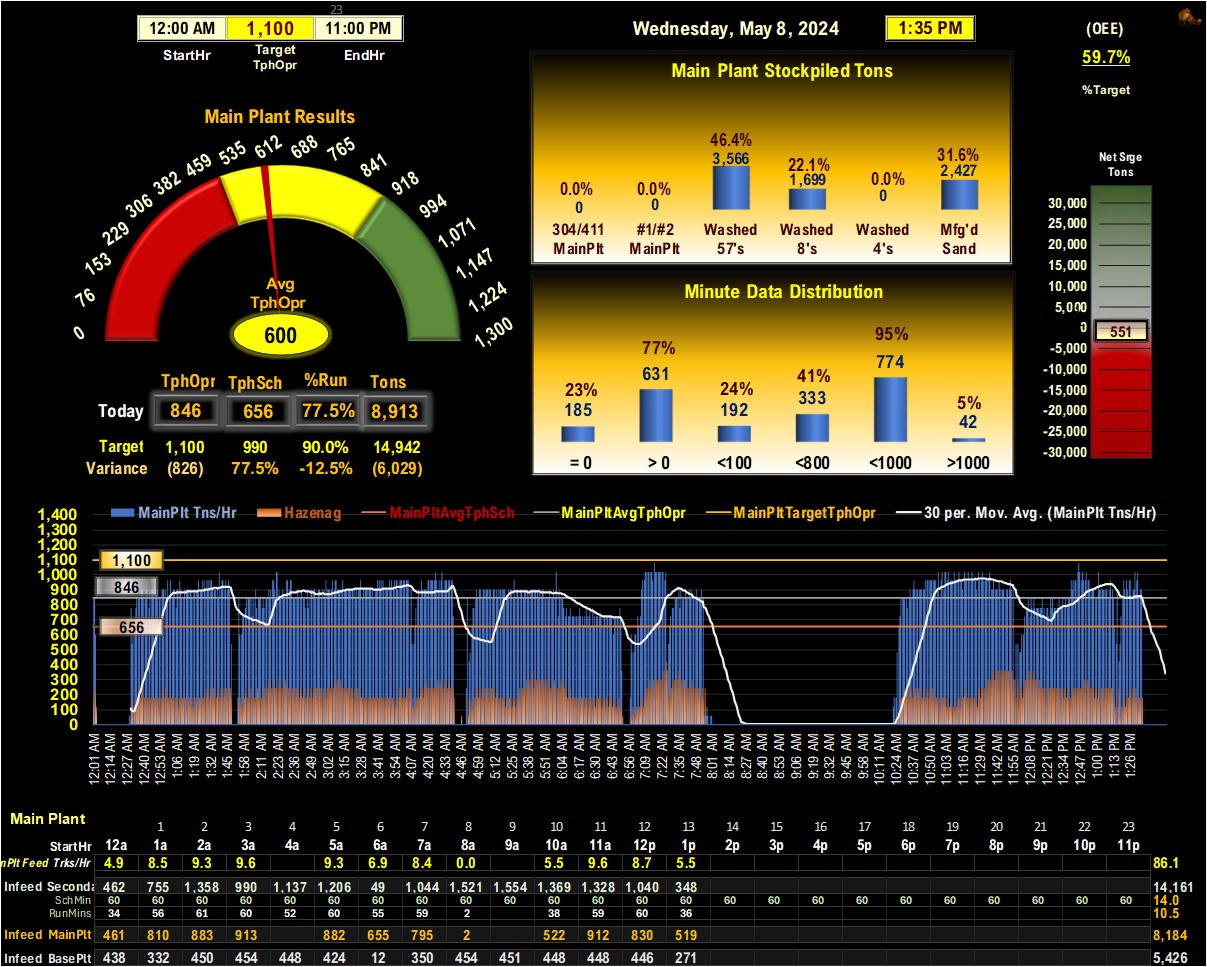 23
12:00 AM 1,100 11:00 PM
StartHr Target TphOpr EndHr
Wednesday, May 8, 2024 1:35 PM
(OEE)
59.7%
%Target
Main Plant Results
0 76 153 229 306 382 459 535 612 688 765 841 918 994 1,071 1,147 1,224 1,300
Avg
TphOpr
600
TphOpr TphSch %Run Tons
Today 846 656 77.5% 8,913
Target 1,100 990 90.0% 14,942
Variance (826) 77.5% -12.5% (6,029)
Main Plant Stockpiled Tons
0.0% 0.0% 46.4% 22.1% 0.0% 31.6%
0 0 3,566 1,699 0 2,427
304/411 #1/#2 Washed Washed Washed Mfg'd
MainPlt MainPlt 57's 8's 4's Sand
Minute Data Distribution
23% 77% 24% 41% 95% 5%
185 631 192 333 774 42
= 0 > 0 <100 <800 <1000 >1000
Net Srge
Tons
30,000
25,000
20,000
15,000
10,000
5,000
0
551
-5,000
-10,000
-15,000
-20,000
-25,000
-30,000
MainPlt Tns/Hr Hazenag MainPltAvgTphSch MainPltAvgTphOpr MainPltTargetTphOpr 30 per. Mov. Avg. (MainPlt Tns/Hr)
1,400
1,300
1,200
1,100
1,000
900
800
700
600
500
400
300
200
100
0
1,100
846
656
12:01 AM 12:14 AM 12:27 AM 12:40 AM 12:53 AM 1:06 AM 1:19 AM 1:32 AM 1:45 AM 1:58 AM 2:11 AM 2:23 AM 2:36 AM 2:49 AM 3:02 AM 3:15 AM 3:28 AM 3:41 AM 3:54 AM 4:07 AM 4:20 AM 4:33 AM 4:46 AM 4:59 AM 5:12 AM 5:25 AM 5:38 AM 5:51 AM 6:04 AM 6:17 AM 6:30 AM 6:43 AM 6:56 AM 7:09 AM 7:22 AM 7:35 AM 7:48 AM 8:01 AM 8:14 AM 8:27 AM 8:40 AM 8:53 AM 9:06 AM 9:19 AM 9:32 AM 9:45 AM 9:58 AM 10:11 AM 10:24 AM 10:37 AM 10:50 AM 11:03 AM 11:16 AM 11:29 AM 11:42 AM 11:55 AM 12:08 PM 12:21 PM 12:34 PM 12:47 PM 1:00 PM 1:13 PM 1:26 PM
Main Plant
1 2 3 4 5 6 7 8 9 10 11 12 13 14 15 16 17 18 19 20 21 22 23
StartHr 12a 1a 2a 3a 4a 5a 6a 7a 8a 9a 10a 11a 12p 1p 2p 3p 4p 5p 6p 7p 8p 9p 10p 11p
nPlt Feed Trks/Hr 4.9 8.5 9.3 9.6 9.3 6.9 8.4 0.0 5.5 9.6 8.7 5.5 86.1
Infeed Seconda 462 755 1,358 990 1,137 1,206 49 1,044 1,521 1,554 1,369 1,328 1,040 348 14,161
SchMin 60 60 60 60 60 60 60 60 60 60 60 60 60 60 60 60 60 60 60 60 60 60 60 60 14.0
RunMins 34 56 61 60 52 60 55 59 2 38 59 60 36 10.5
Infeed MainPlt 461 810 883 913 882 655 795 2 522 912 830 519 8,184
Infeed BasePlt 438 332 450 454 448 424 12 350 454 451 448 448 446 271 5,426